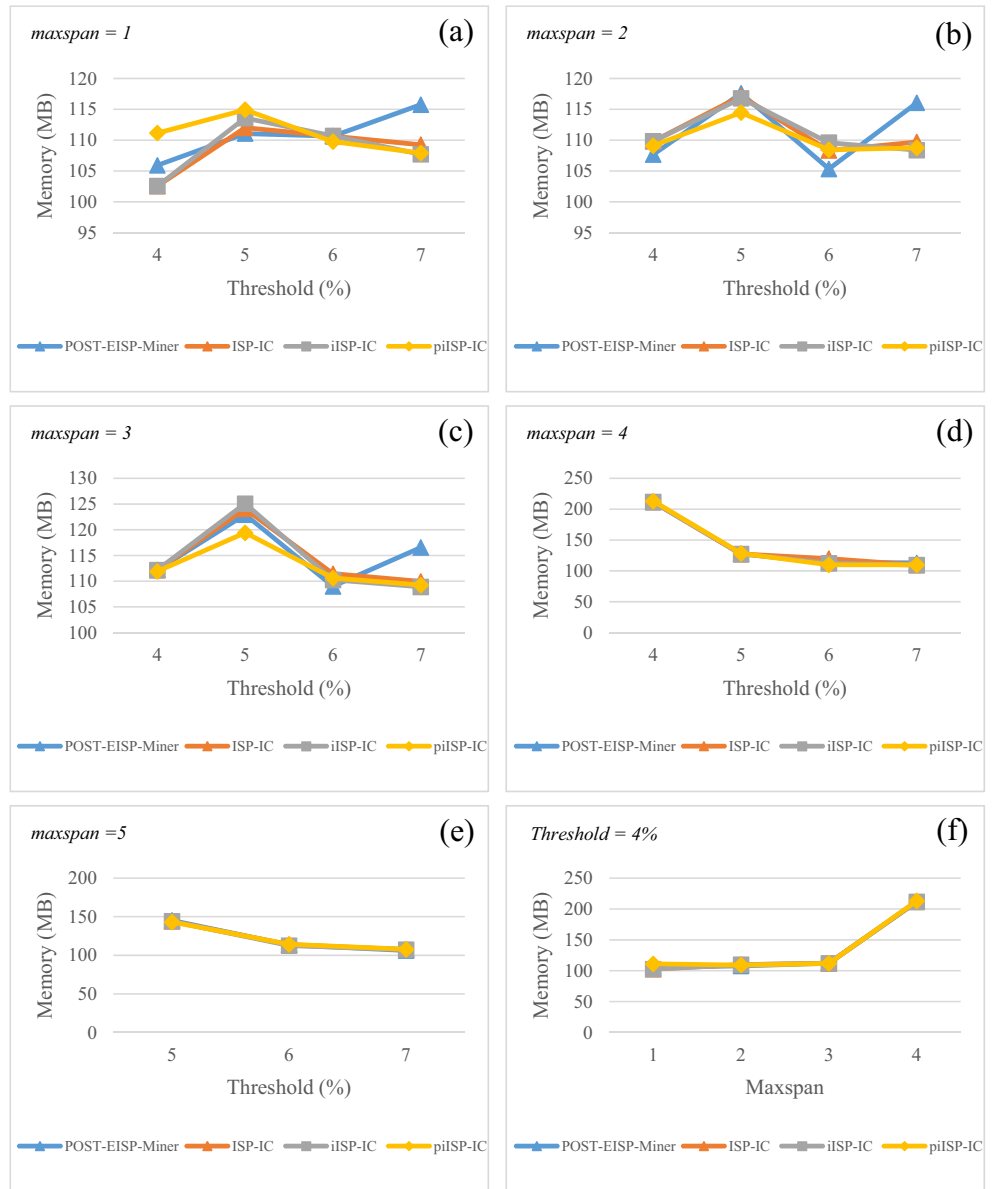 maxspan = 1
(a)
Memory (MB)
120
115
110
105
100
95
4 5 6 7
Threshold (%)
POST-EISP-Miner ISP-IC iISP-IC piISP-IC
maxspan = 2
(b)
Memory (MB)
120
115
110
105
100
95
4 5 6 7
Threshold (%)
POST-EISP-Miner ISP-IC iISP-IC piISP-IC
maxspan = 3
(c)
Memory (MB)
130
125
120
115
110
105
100
4 5 6 7
Threshold (%)
POST-EISP-Miner ISP-IC iISP-IC piISP-IC
maxspan = 4
(d)
Memory (MB)
250
200
150
100
50
0
4 5 6 7
Threshold (%)
POST-EISP-Miner ISP-IC iISP-IC piISP-IC
maxspan =5
(e)
Memory (MB)
200
150
100
50
0
5 6 7
Threshold (%)
POST-EISP-Miner ISP-IC iISP-IC piISP-IC
Threshold = 4%
(f)
Memory (MB)
250
200
150
100
50
0
1 2 3 4
Maxspan
POST-EISP-Miner ISP-IC iISP-IC piISP-IC